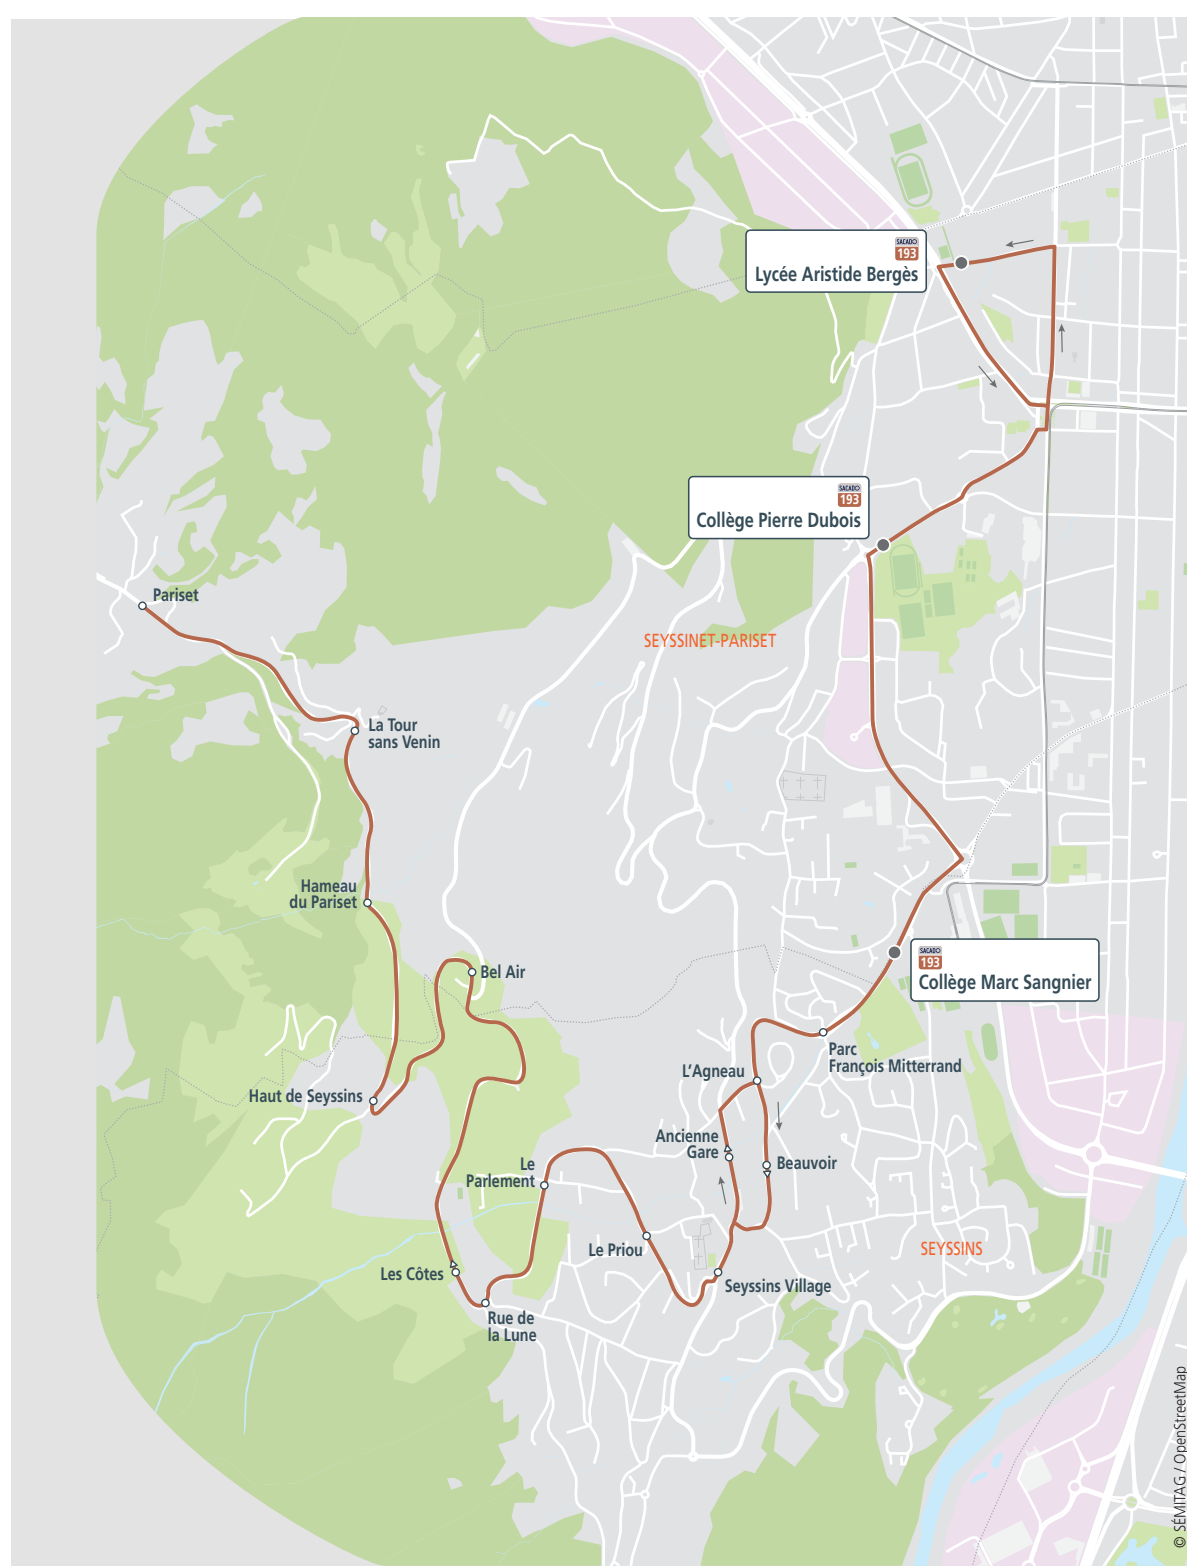 SACADO
193
Lycée Aristide Bergès
SACADO
193
Collège Pierre Dubois
Pariset
SEYSSINET-PARISET
La Tour
sans Venin
Hameau
du Pariset
Bel Air
SACADO
193
Collège Marc Sangnier
Parc
François Mitterrand
L'Agneau
Haut de Seyssins
Ancienne
Gare
Beauvoir
Le
Parlement
Le Priou
SEYSSINS
Les Côtes
Seyssins Village
Rue de
la Lune
© SÉMITAG / OpenStreetMap